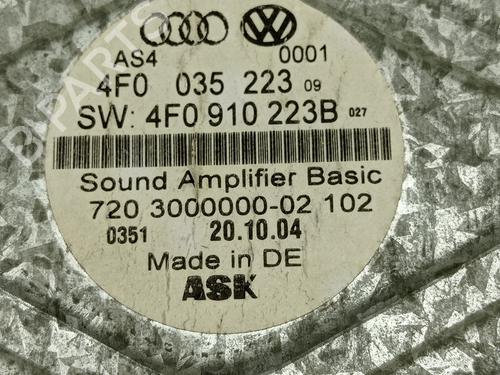 AS4 0001
4F0 035 223 09
SW: 4F0 910 223B 027
Sound Amplifier Basic
720 3000000-02 102
0351 20.10.04
Made in DE
ASK
B-PARTS